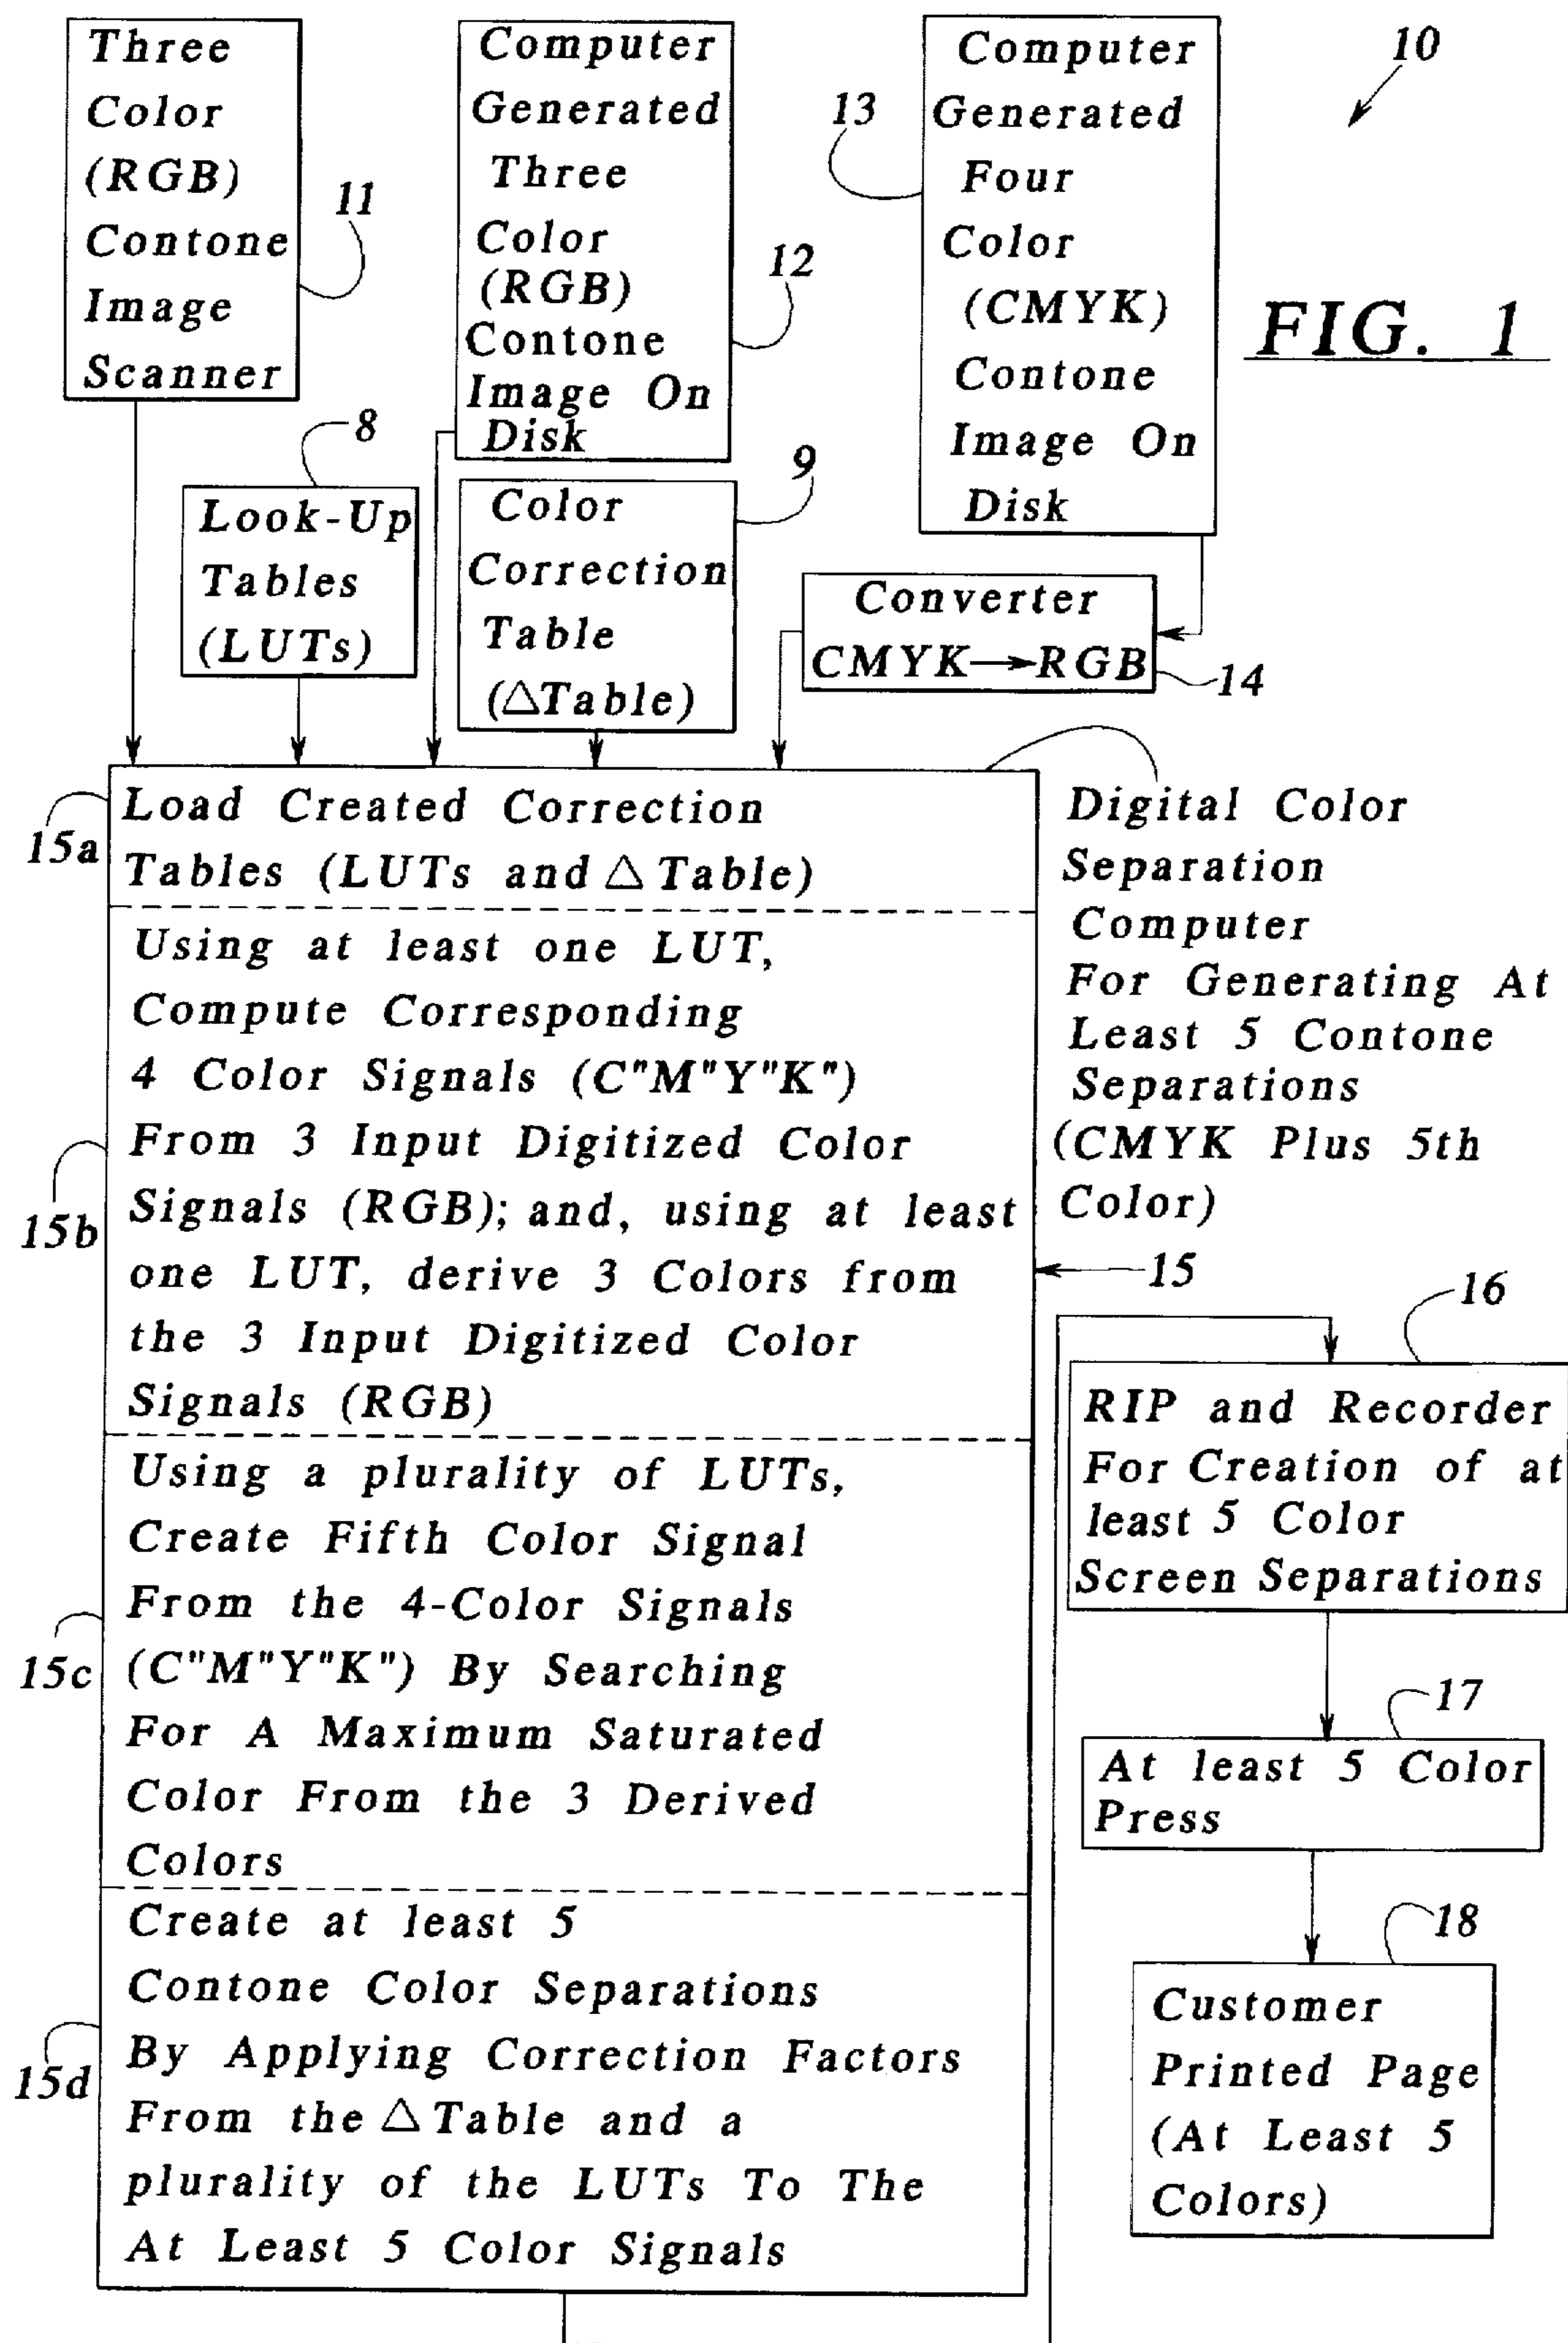 Three
Color
(RGB)
Contone
Image
Scanner
11
Computer
Generated
Three
Color
(RGB)
Contone
Image On
Disk
12
Computer
Generated
Four
Color
(CMYK)
Contone
Image On
Disk
13
10
FIG. 1
8
Look-Up
Tables
(LUTs)
9
Color
Correction
Table
(△Table)
Converter
CMYK→RGB
14
15a
Load Created Correction
Tables (LUTs and △ Table)
Digital Color
Separation
Computer
For Generating At
Least 5 Contone
Separations
(CMYK Plus 5th
Color)
15
15b
Using at least one LUT,
Compute Corresponding
4 Color Signals (C"M"Y"K")
From 3 Input Digitized Color
Signals (RGB); and, using at least
one LUT, derive 3 Colors from
the 3 Input Digitized Color
Signals (RGB)
15c
Using a plurality of LUTs,
Create Fifth Color Signal
From the 4-Color Signals
(C"M"Y"K") By Searching
For A Maximum Saturated
Color From the 3 Derived
Colors
15d
Create at least 5
Contone Color Separations
By Applying Correction Factors
From the △ Table and a
plurality of the LUTs To The
At Least 5 Color Signals
16
RIP and Recorder
For Creation of at
least 5 Color
Screen Separations
17
At least 5 Color
Press
18
Customer
Printed Page
(At Least 5
Colors)